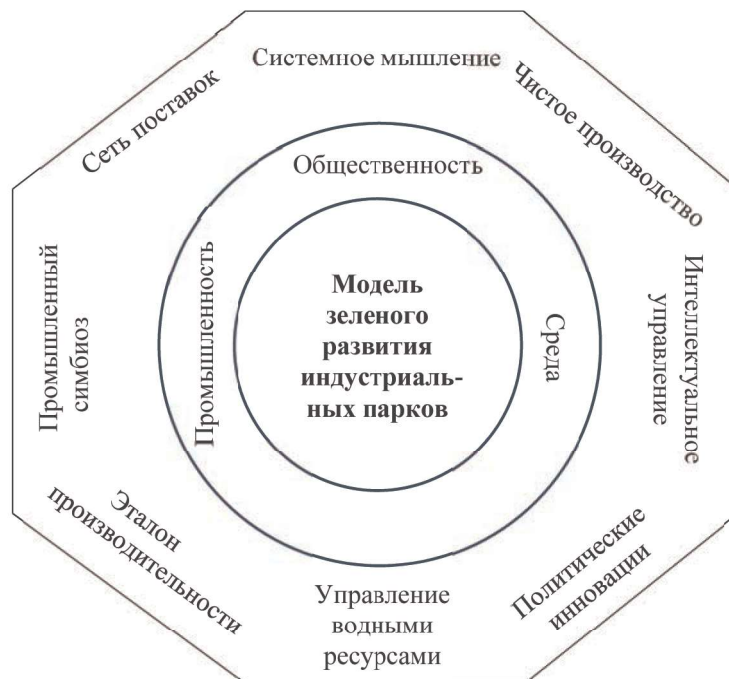 Системное мышление
Чистое производство
Интеллектуальное
управление
Политические
инновации
Управление
водными
ресурсами
Эталон
производительности
Промышленный
симбиоз
Сеть поставок
Общественность
Среда
Промышленность
Модель
зеленого
развития
индустриаль-
ных парков